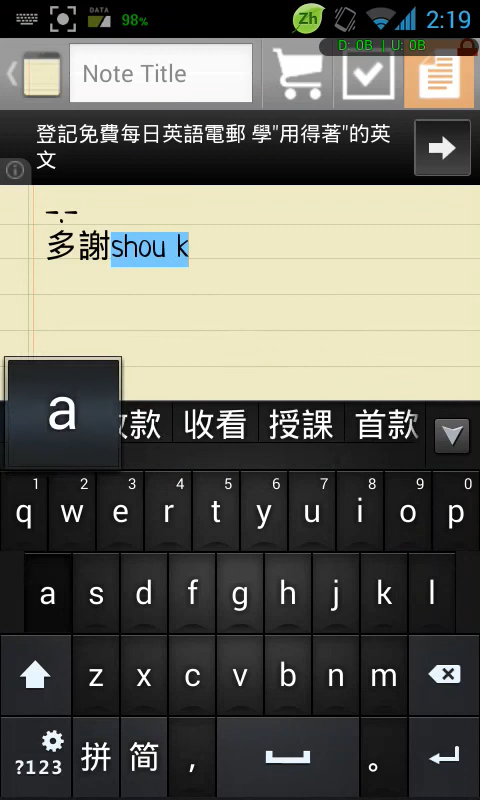 DATA
98%
Zh
2:19
D: 0B | U: 0B
Note Title
登記免費每日英語電郵 學"用得著"的英
文
-.-
多謝shou k
a
款 收看 授課 首款
1 2 3 4 5 6 7 8 9 0
q w e r t y u i o p
a s d f g h j k l
z x c v b n m
?123 拼 简 , 。